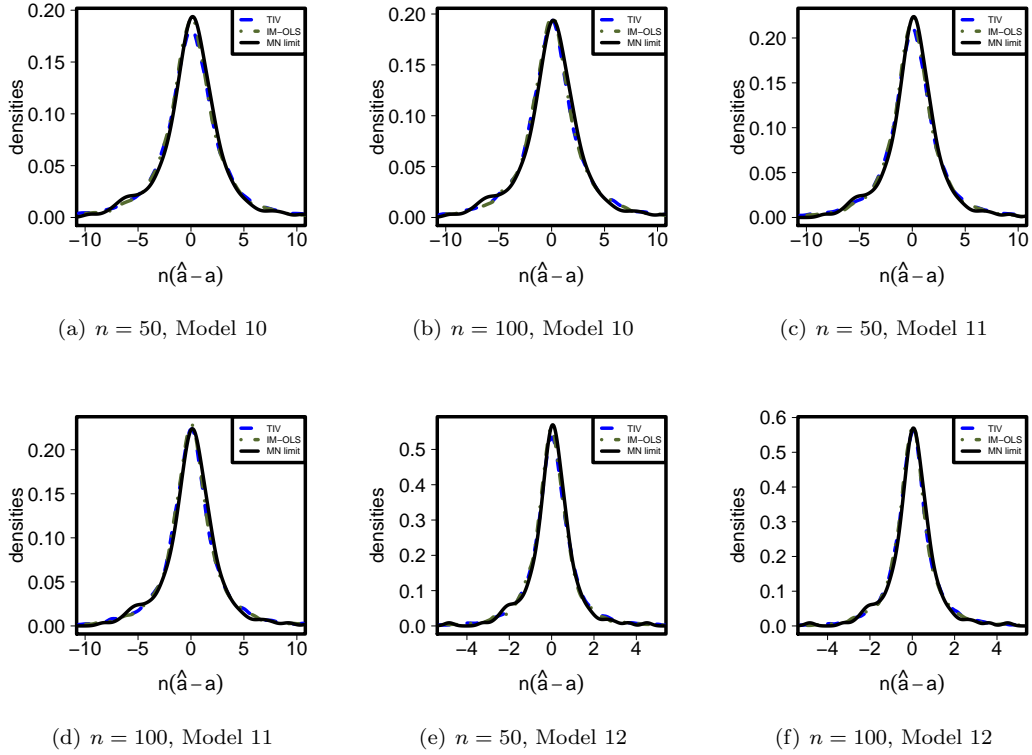 0.20
0.15
0.10
0.05
0.00
densities
TIV
IM-OLS
MN limit
−10 −5 0 5 10
n(â − a)
(a) n = 50, Model 10
0.20
0.15
0.10
0.05
0.00
densities
TIV
IM-OLS
MN limit
−10 −5 0 5 10
n(â − a)
(b) n = 100, Model 10
0.20
0.15
0.10
0.05
0.00
densities
TIV
IM-OLS
MN limit
−10 −5 0 5 10
n(â − a)
(c) n = 50, Model 11
0.20
0.15
0.10
0.05
0.00
densities
TIV
IM-OLS
MN limit
−10 −5 0 5 10
n(â − a)
(d) n = 100, Model 11
0.5
0.4
0.3
0.2
0.1
0.0
densities
TIV
IM-OLS
MN limit
−4 −2 0 2 4
n(â − a)
(e) n = 50, Model 12
0.6
0.5
0.4
0.3
0.2
0.1
0.0
densities
TIV
IM-OLS
MN limit
−4 −2 0 2 4
n(â − a)
(f) n = 100, Model 12